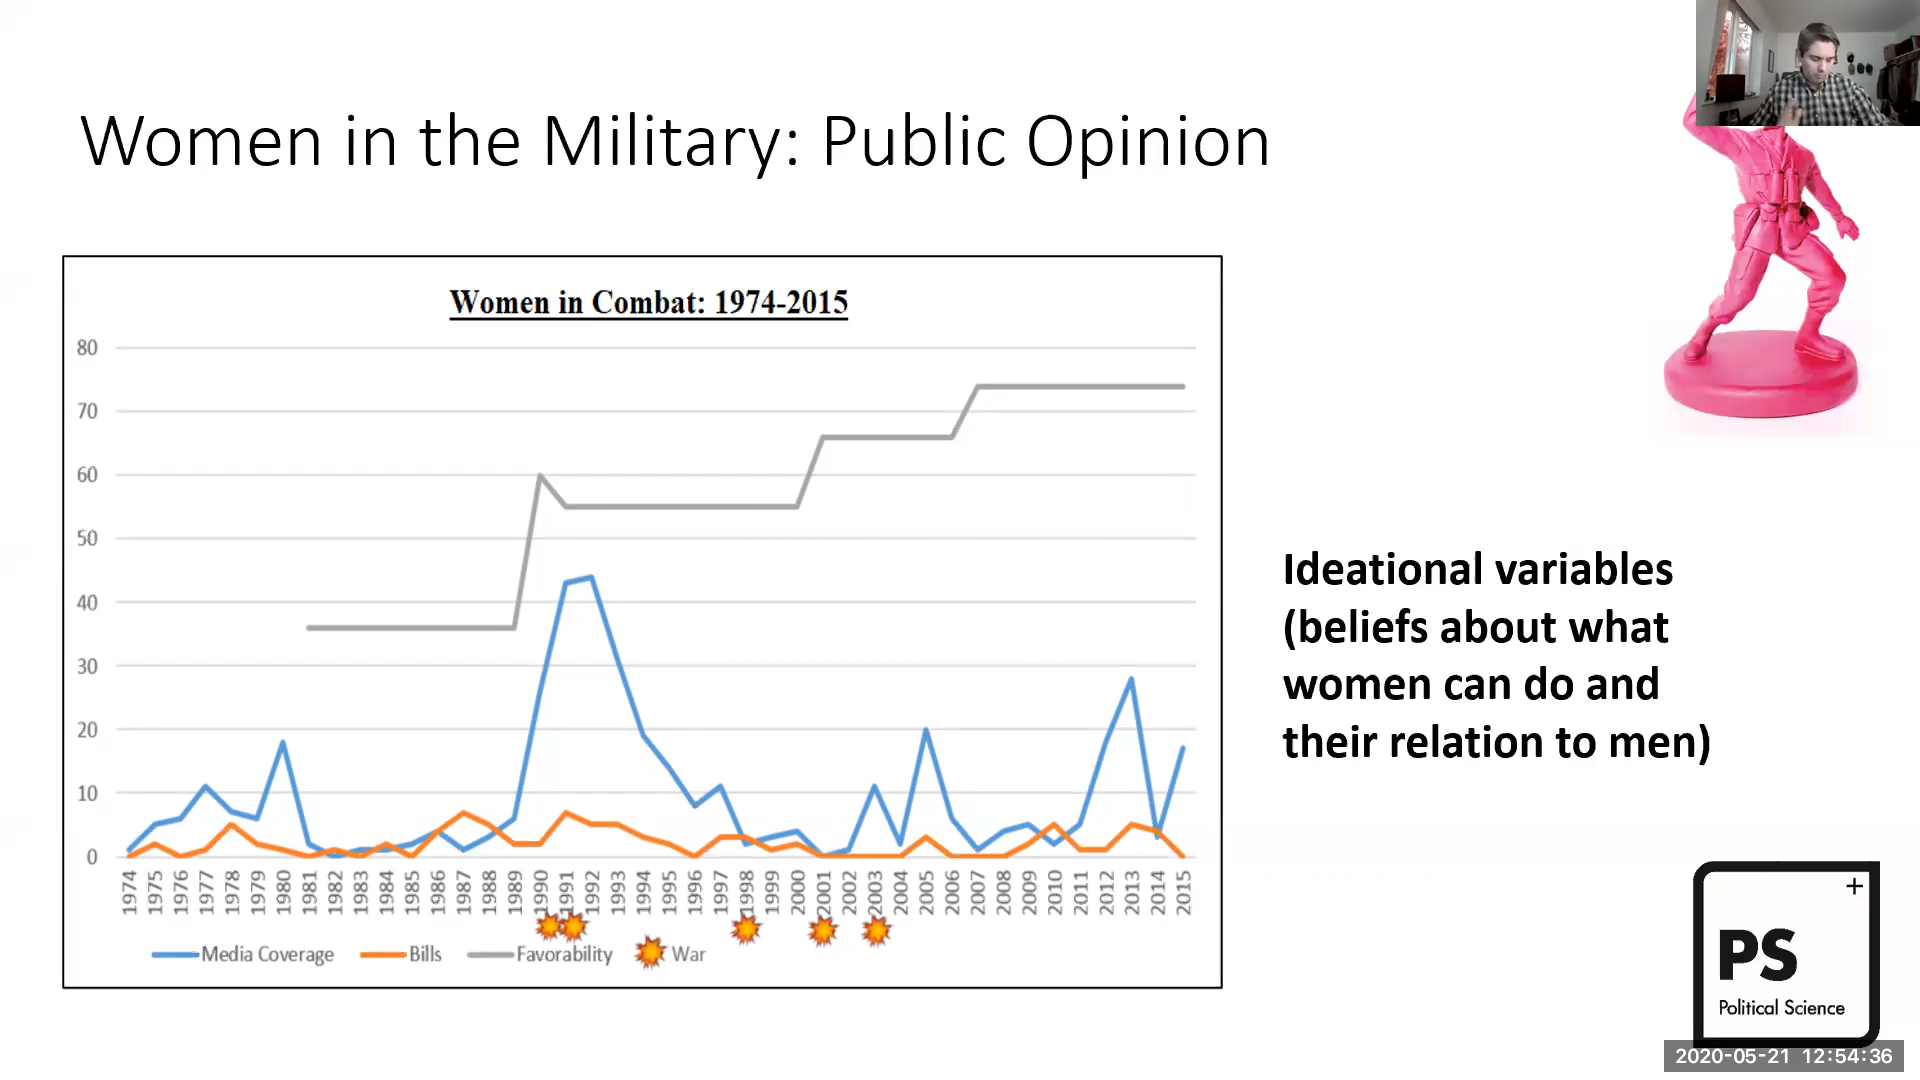 Women in the Military: Public Opinion
Women in Combat: 1974-2015
80
70
60
50
40
30
20
10
0
1974 1975 1976 1977 1978 1979 1980 1981 1982 1983 1984 1985 1986 1987 1988 1989 1990 1991 1992 1993 1994 1995 1996 1997 1998 1999 2000 2001 2002 2003 2004 2005 2006 2007 2008 2009 2010 2011 2012 2013 2014 2015
Media Coverage Bills Favorability War
Ideational variables
(beliefs about what
women can do and
their relation to men)
+
PS
Political Science
2020-05-21 12:54:36